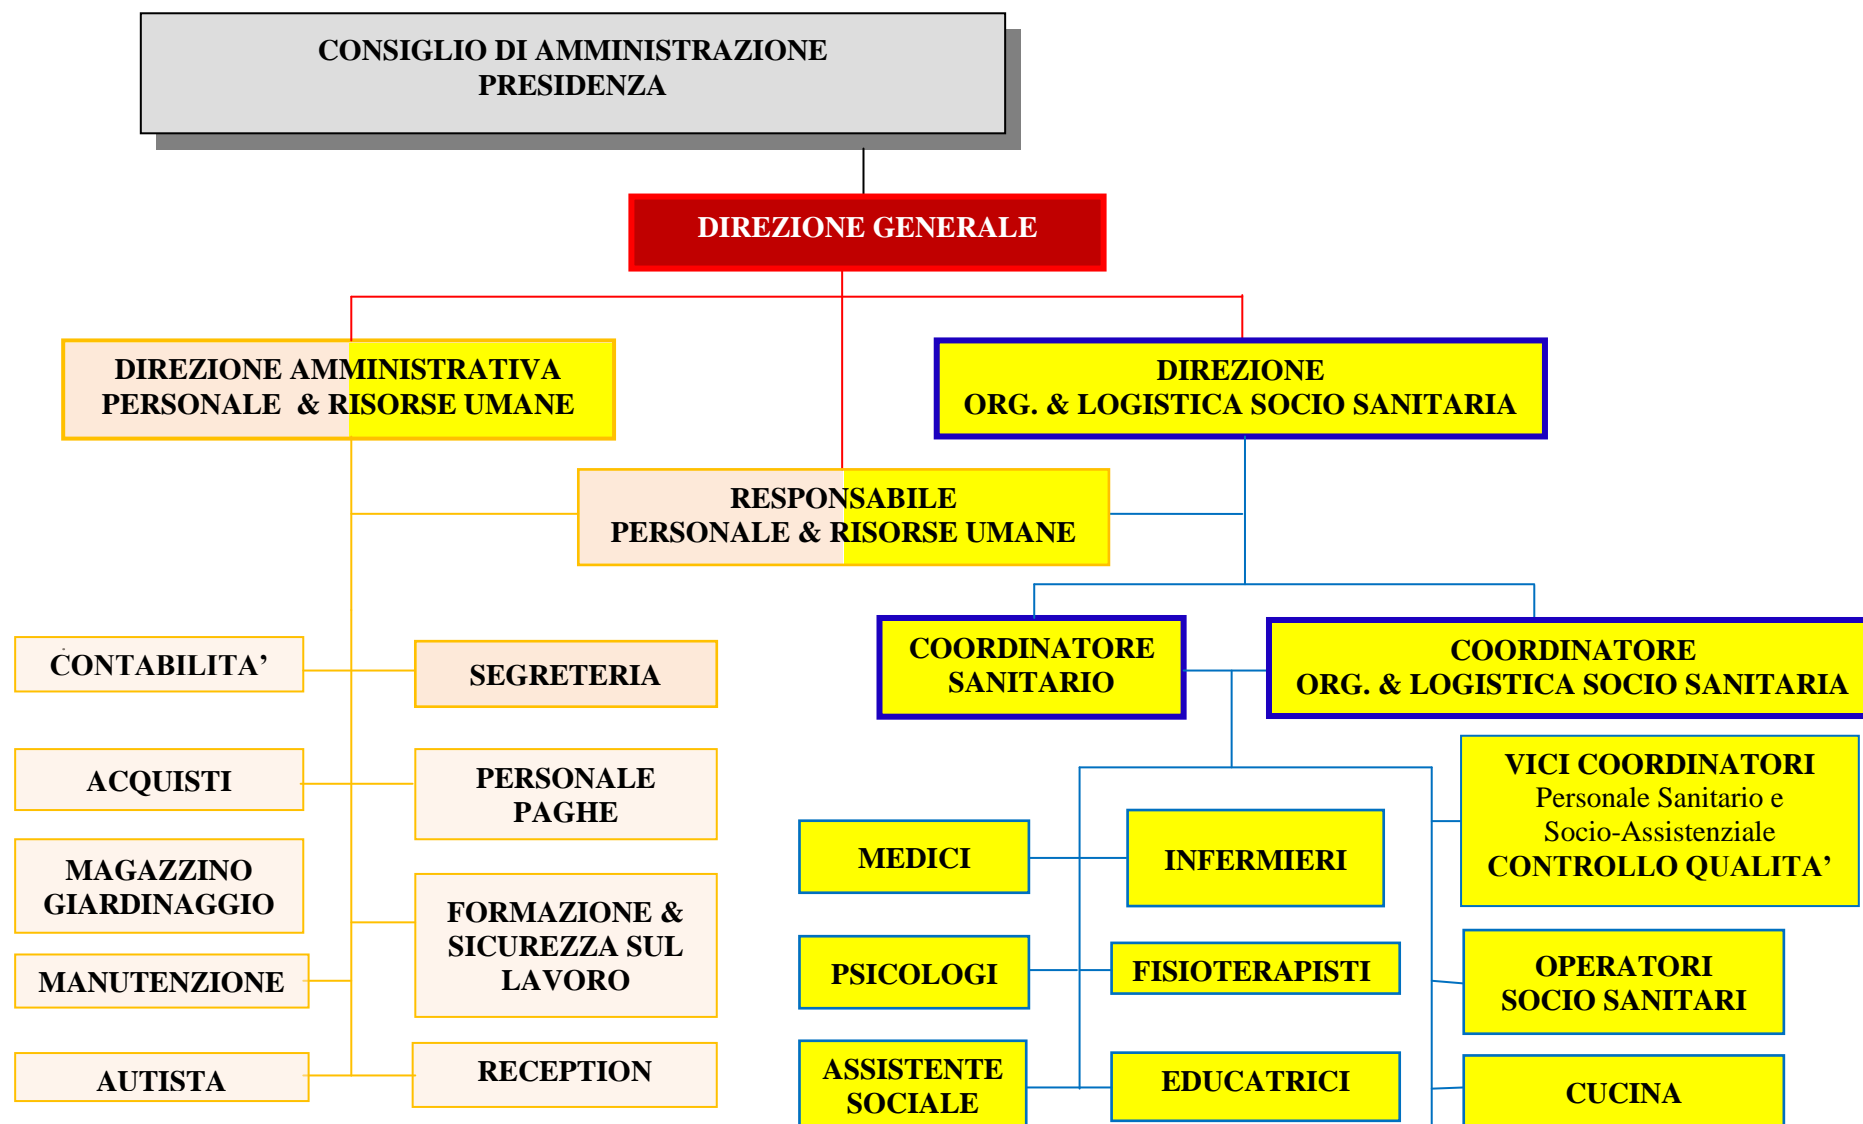 CONSIGLIO DI AMMINISTRAZIONE
PRESIDENZA
DIREZIONE GENERALE
DIREZIONE AMMINISTRATIVA
PERSONALE & RISORSE UMANE
DIREZIONE
ORG. & LOGISTICA SOCIO SANITARIA
RESPONSABILE
PERSONALE & RISORSE UMANE
CONTABILITA’
SEGRETERIA
COORDINATORE
SANITARIO
COORDINATORE
ORG. & LOGISTICA SOCIO SANITARIA
ACQUISTI
PERSONALE
PAGHE
VICI COORDINATORI
Personale Sanitario e
Socio-Assistenziale
CONTROLLO QUALITA’
MEDICI
INFERMIERI
MAGAZZINO
GIARDINAGGIO
FORMAZIONE &
SICUREZZA SUL
LAVORO
MANUTENZIONE
PSICOLOGI
FISIOTERAPISTI
OPERATORI
SOCIO SANITARI
AUTISTA
RECEPTION
ASSISTENTE
SOCIALE
EDUCATRICI
CUCINA